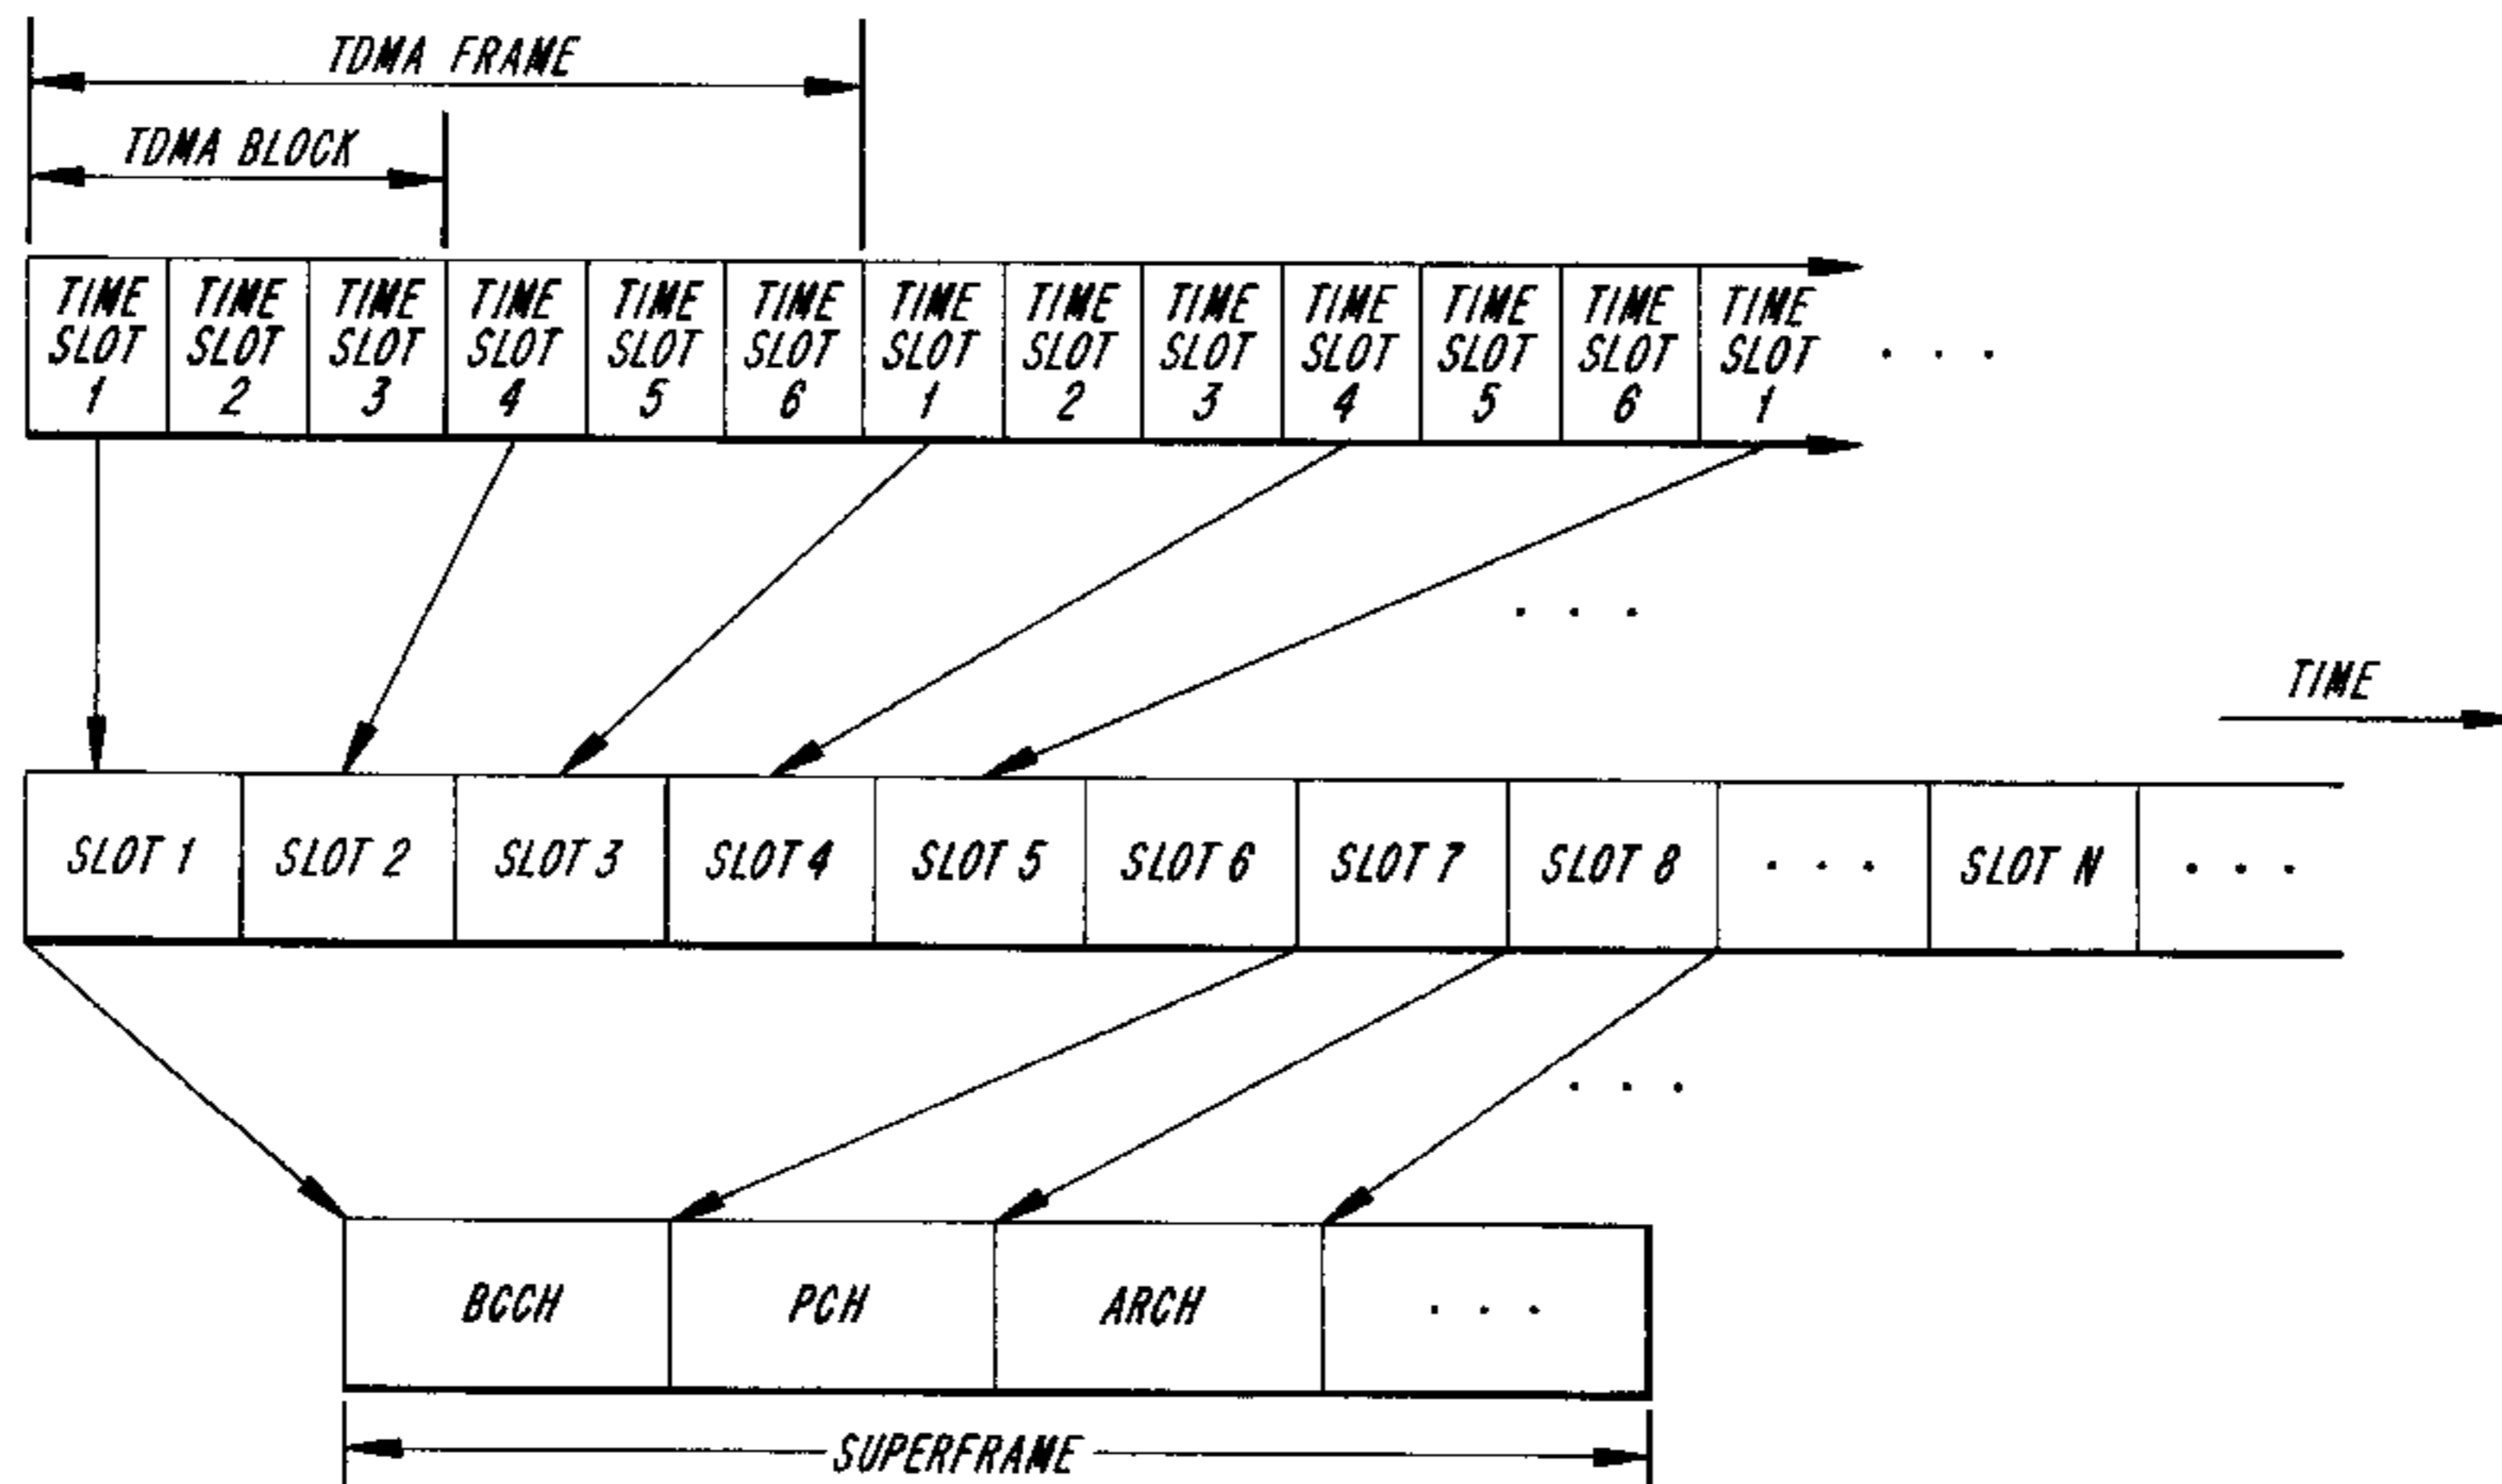 TDMA FRAME
TDMA BLOCK
TIME SLOT 1
TIME SLOT 2
TIME SLOT 3
TIME SLOT 4
TIME SLOT 5
TIME SLOT 6
TIME SLOT 1
TIME SLOT 2
TIME SLOT 3
TIME SLOT 4
TIME SLOT 5
TIME SLOT 6
TIME SLOT 1
. . .
. . .
TIME
SLOT 1
SLOT 2
SLOT 3
SLOT 4
SLOT 5
SLOT 6
SLOT 7
SLOT 8
. . .
SLOT N
. . .
. . .
BCCH
PCH
ARCH
. . .
SUPERFRAME